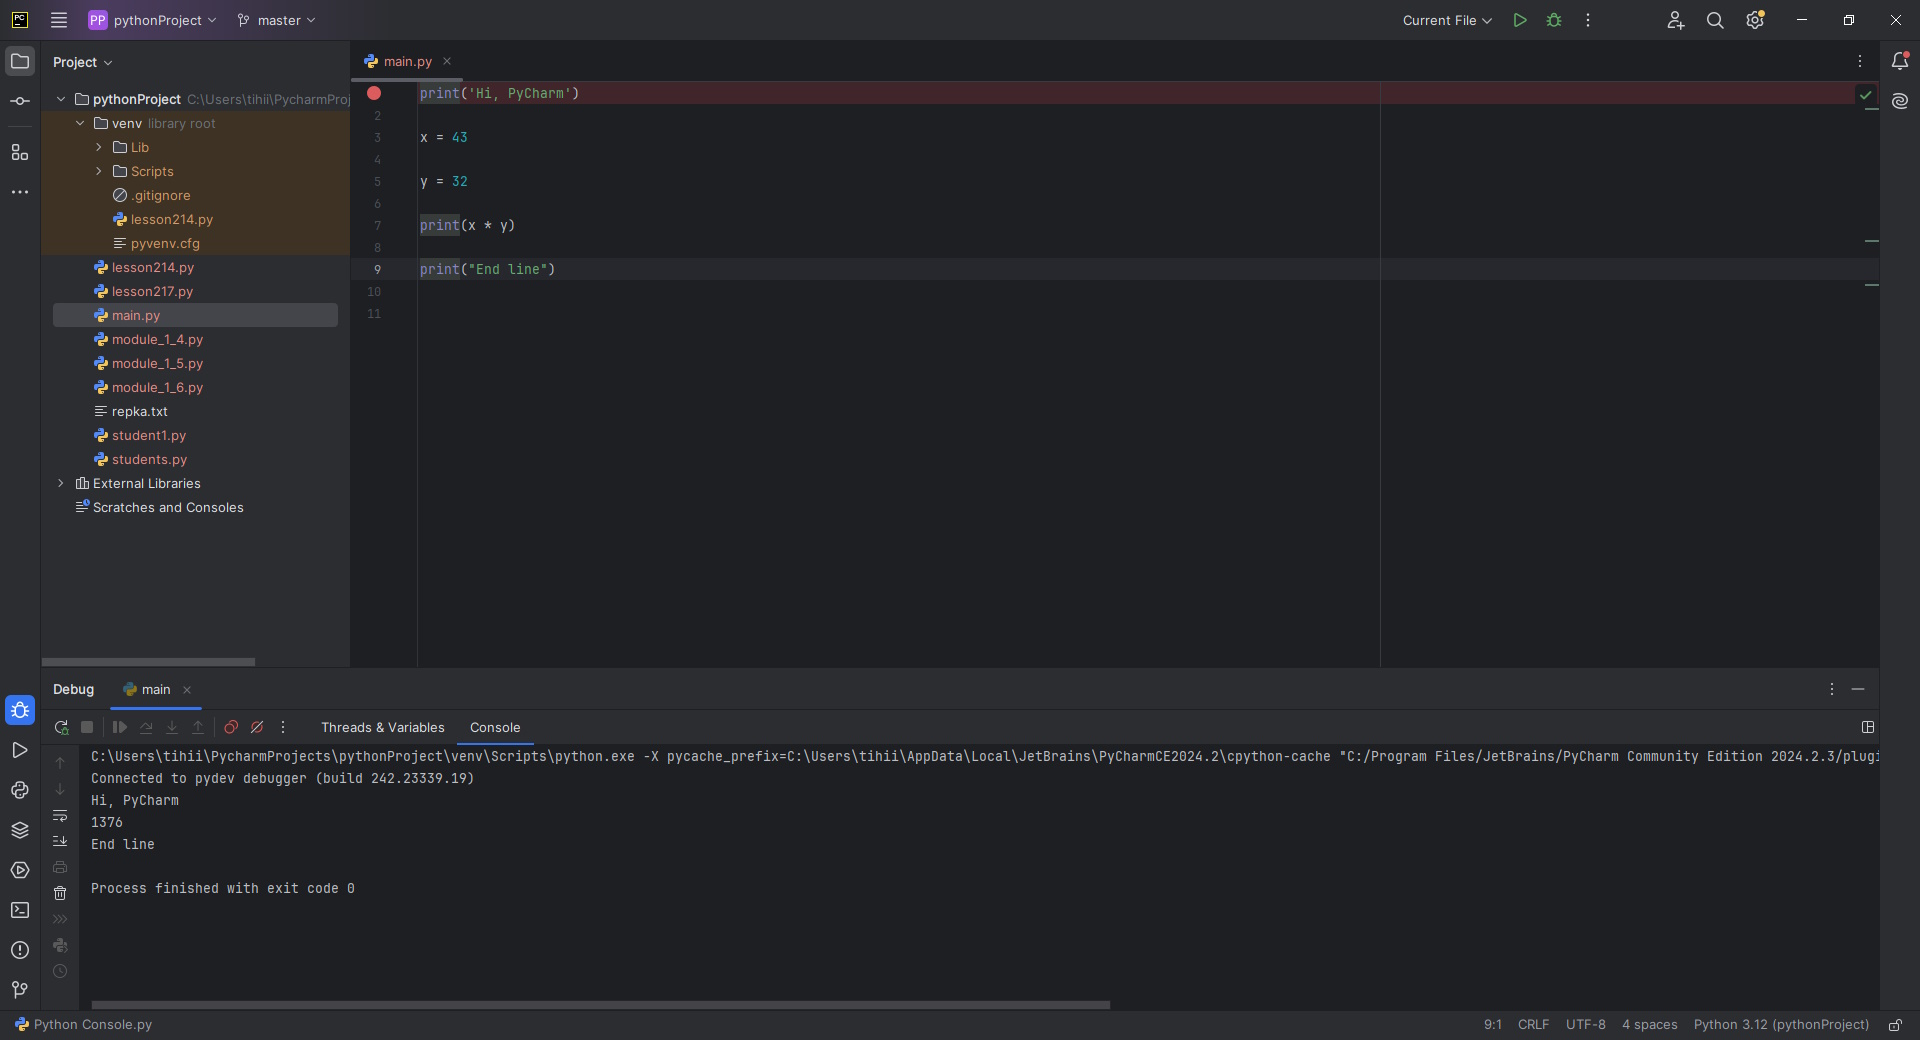 PC
PP pythonProject
master
Current File
Project
main.py
pythonProject C:\Users\tihii\PycharmProj
venv library root
Lib
Scripts
.gitignore
lesson214.py
pyvenv.cfg
lesson214.py
lesson217.py
main.py
module_1_4.py
module_1_5.py
module_1_6.py
repka.txt
student1.py
students.py
External Libraries
Scratches and Consoles
print('Hi, PyCharm')
2
3 x = 43
4
5 y = 32
6
7 print(x * y)
8
9 print("End line")
10
11
Debug
main
Threads & Variables
Console
C:\Users\tihii\PycharmProjects\pythonProject\venv\Scripts\python.exe -X pycache_prefix=C:\Users\tihii\AppData\Local\JetBrains\PyCharmCE2024.2\cpython-cache "C:/Program Files/JetBrains/PyCharm Community Edition 2024.2.3/plugi
Connected to pydev debugger (build 242.23339.19)
Hi, PyCharm
1376
End line
Process finished with exit code 0
Python Console.py
9:1 CRLF UTF-8 4 spaces Python 3.12 (pythonProject)